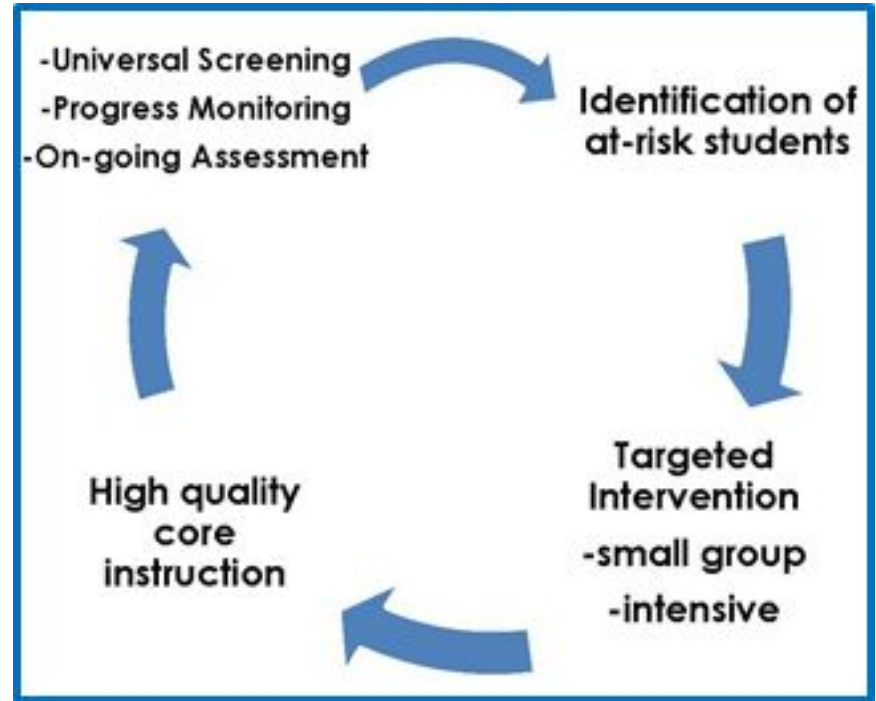 -Universal Screening
-Progress Monitoring
-On-going Assessment
Identification of
at-risk students
Targeted
Intervention
-small group
-intensive
High quality
core
instruction